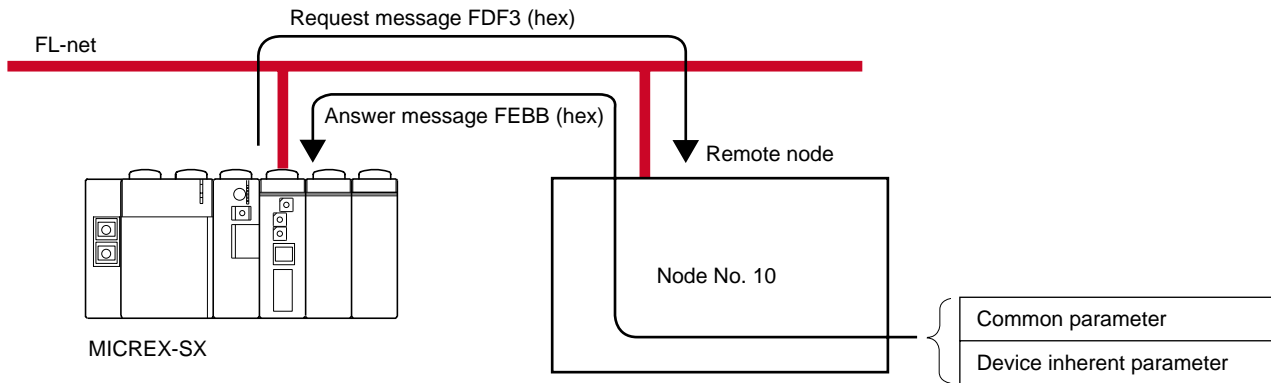 Request message FDF3 (hex)
FL-net
Answer message FEBB (hex)
Remote node
Node No. 10
Common parameter
MICREX-SX
Device inherent parameter